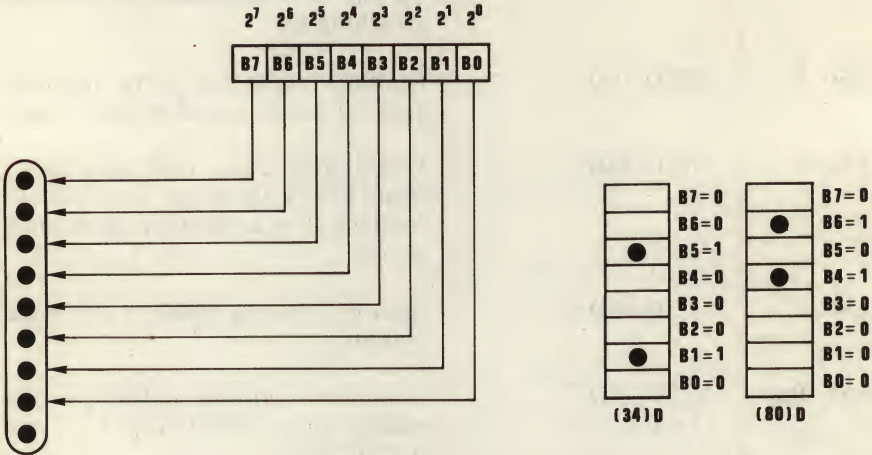 2⁷ 2⁶ 2⁵ 2⁴ 2³ 2² 2¹ 2⁰
B7 B6 B5 B4 B3 B2 B1 B0
B7=0
B6=0
B5=1
B4=0
B3=0
B2=0
B1=1
B0=0
(34)D
B7=0
B6=1
B5=0
B4=1
B3=0
B2=0
B1=0
B0=0
(80)D